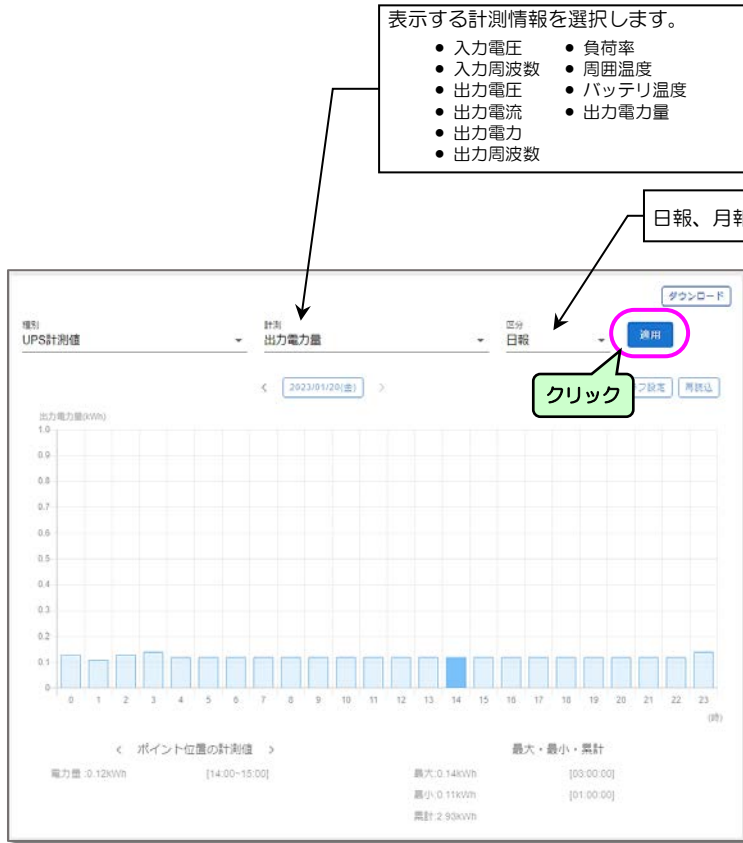 表示する計測情報を選択します。
● 入力電圧 ● 負荷率
● 入力周波数 ● 周囲温度
● 出力電圧 ● バッテリ温度
● 出力電流 ● 出力電力量
● 出力電力
● 出力周波数
日報、月報
ダウンロード
種別
UPS計測値
計測
出力電力量
区分
日報
適用
クリック
< 2023/01/20(金) >
フ設定
再読込
出力電力量(kWh)
1.0
0.9
0.8
0.7
0.6
0.5
0.4
0.3
0.2
0.1
0
0 1 2 3 4 5 6 7 8 9 10 11 12 13 14 15 16 17 18 19 20 21 22 23
(時)
< ポイント位置の計測値 >
最大・最小・累計
電力量 :0.12kWh [14:00~15:00]
最大:0.14kWh [03:00:00]
最小:0.11kWh [01:00:00]
累計:2.93kWh